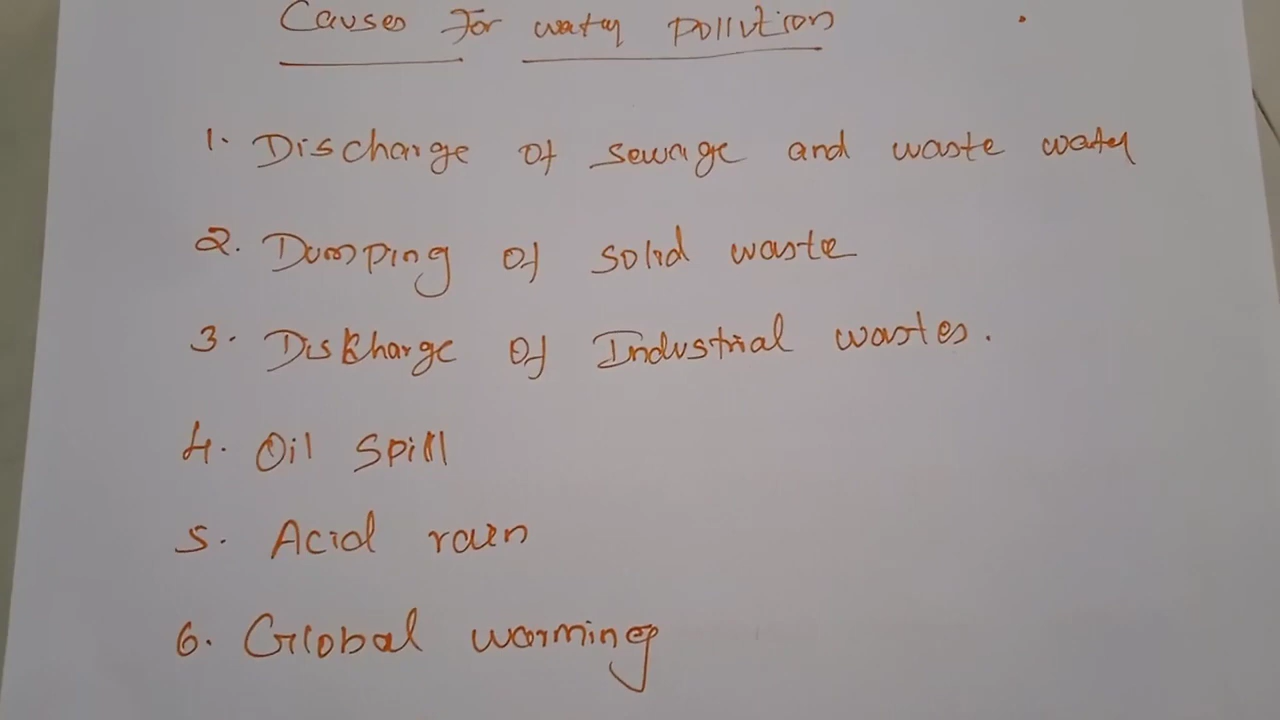 Causes for water pollution
1. Discharge of sewage and waste water
2. Dumping of solid waste
3. Discharge of Industrial wastes.
4. Oil spill
5. Acid rain
6. Global warming